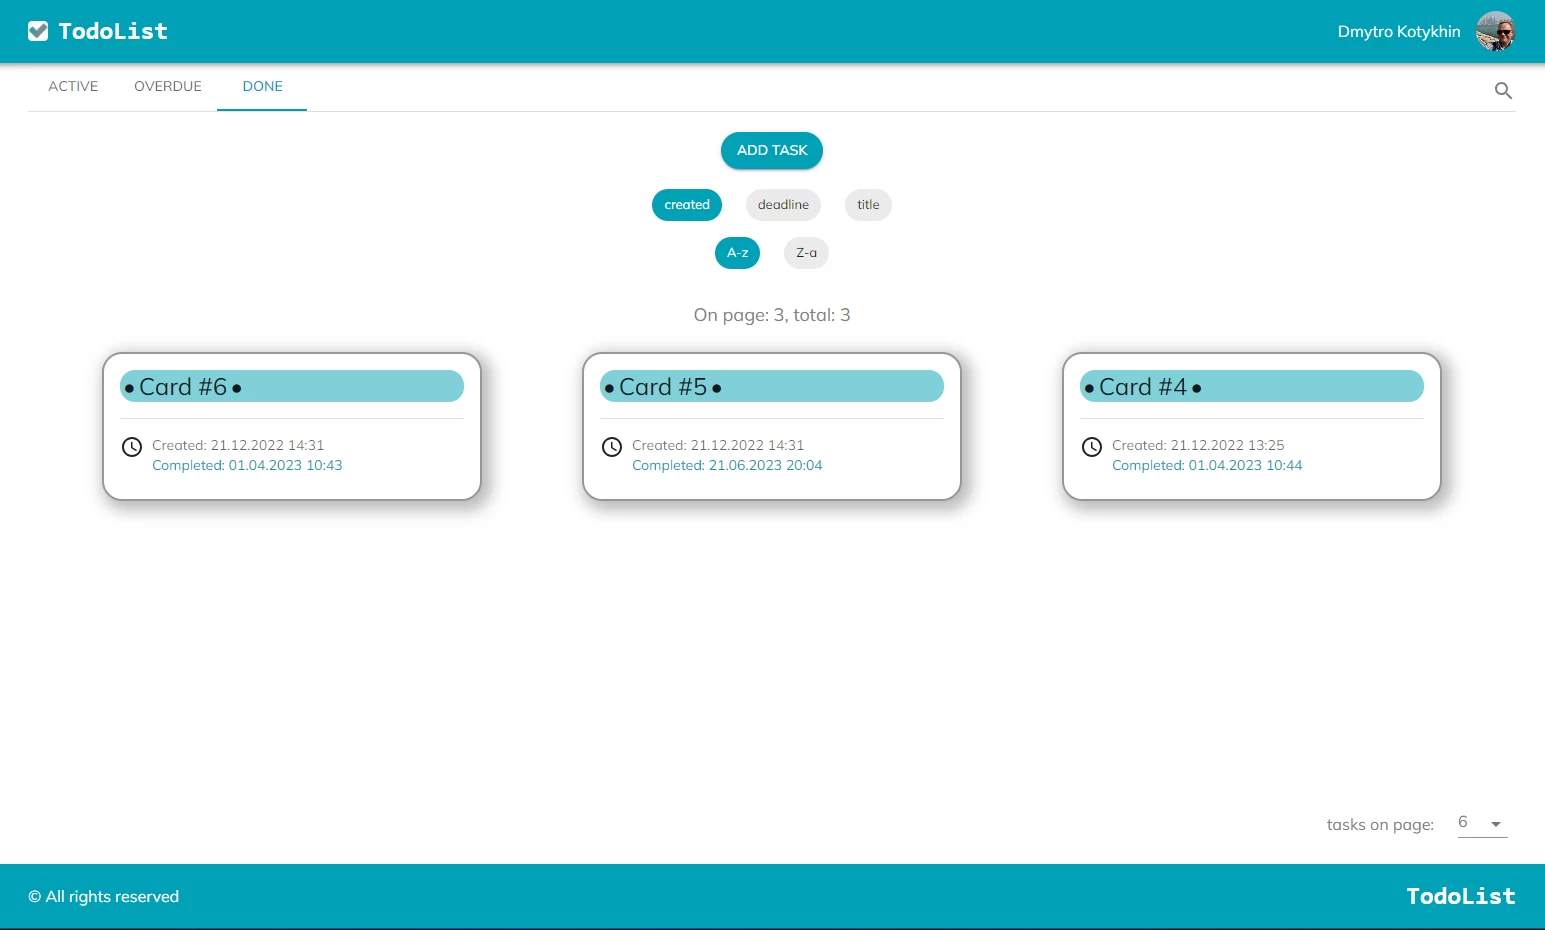 TodoList
Dmytro Kotykhin
ACTIVE OVERDUE DONE
ADD TASK
created deadline title
A-z Z-a
On page: 3, total: 3
• Card #6 •
Created: 21.12.2022 14:31
Completed: 01.04.2023 10:43
• Card #5 •
Created: 21.12.2022 14:31
Completed: 21.06.2023 20:04
• Card #4 •
Created: 21.12.2022 13:25
Completed: 01.04.2023 10:44
tasks on page: 6
© All rights reserved
TodoList